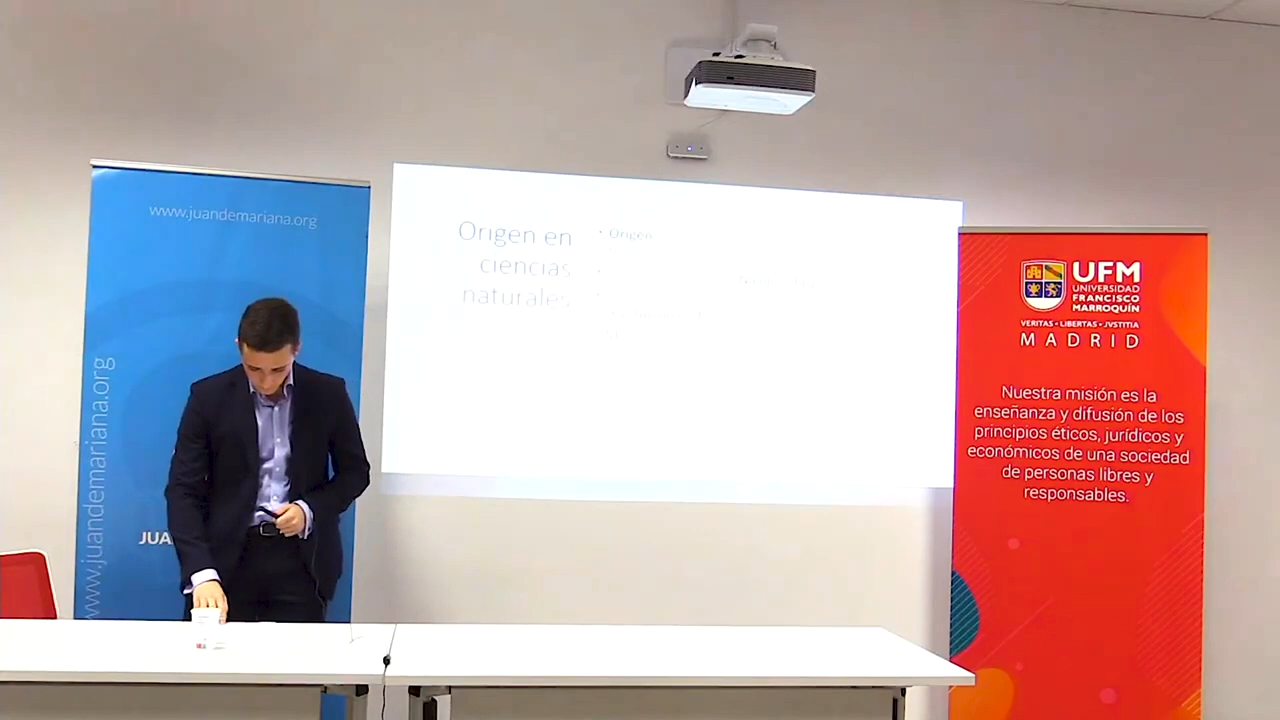 www.juandemariana.org
www.juandemariana.org
JUA
Origen en
ciencias
naturales
• Origen
UFM
UNIVERSIDAD
FRANCISCO
MARROQUÍN
VERITAS • LIBERTAS • JVSTITIA
MADRID
Nuestra misión es la
enseñanza y difusión de los
principios éticos, jurídicos y
económicos de una sociedad
de personas libres y
responsables.